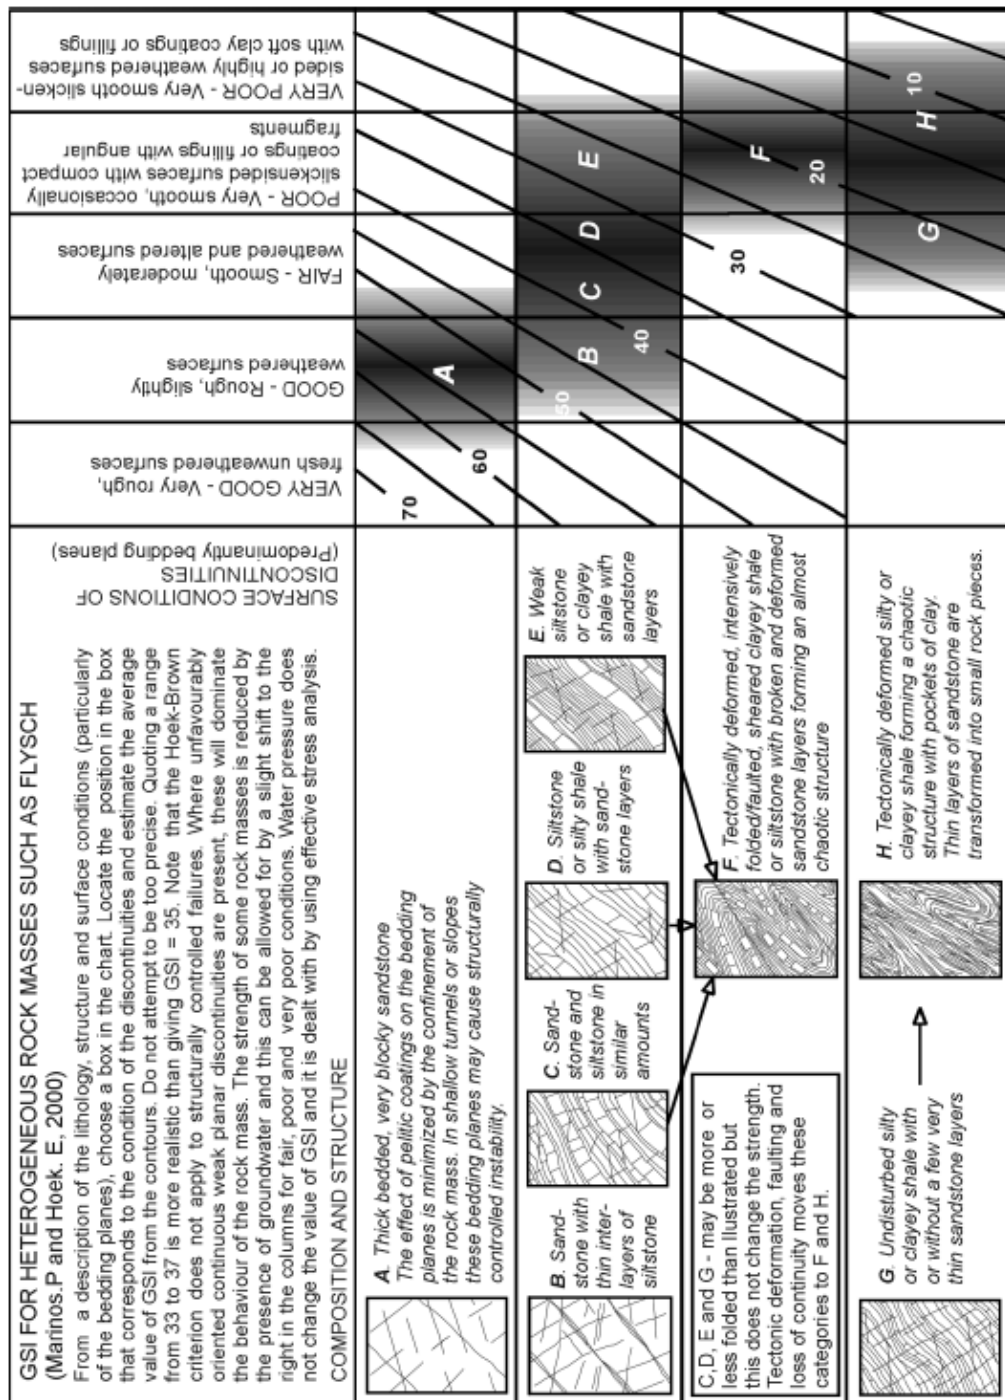 GSI FOR HETEROGENEOUS ROCK MASSES SUCH AS FLYSCH
(Marinos.P and Hoek. E, 2000)
From a description of the lithology, structure and surface conditions (particularly
of the bedding planes), choose a box in the chart. Locate the position in the box
that corresponds to the condition of the discontinuities and estimate the average
value of GSI from the contours. Do not attempt to be too precise. Quoting a range
from 33 to 37 is more realistic than giving GSI = 35. Note that the Hoek-Brown
criterion does not apply to structurally controlled failures. Where unfavourably
oriented continuous weak planar discontinuities are present, these will dominate
the behaviour of the rock mass. The strength of some rock masses is reduced by
the presence of groundwater and this can be allowed for by a slight shift to the
right in the columns for fair, poor and very poor conditions. Water pressure does
not change the value of GSI and it is dealt with by using effective stress analysis.
COMPOSITION AND STRUCTURE
SURFACE CONDITIONS OF
DISCONTINUITIES
(Predominantly bedding planes)
VERY GOOD - Very rough,
fresh unweathered surfaces
GOOD - Rough, slightly
weathered surfaces
FAIR - Smooth, moderately
weathered and altered surfaces
POOR - Very smooth, occasionally
slickensided surfaces with compact
coatings or fillings with angular
fragments
VERY POOR - Very smooth slicken-
sided or highly weathered surfaces
with soft clay coatings or fillings
A. Thick bedded, very blocky sandstone
The effect of pelitic coatings on the bedding
planes is minimized by the confinement of
the rock mass. In shallow tunnels or slopes
these bedding planes may cause structurally
controlled instability.
70
60
A
B. Sand-
stone with
thin inter-
layers of
siltstone
C. Sand-
stone and
siltstone in
similar
amounts
D. Siltstone
or silty shale
with sand-
stone layers
E. Weak
siltstone
or clayey
shale with
sandstone
layers
50
B
40
C
D
E
C,D, E and G - may be more or
less folded than illustrated but
this does not change the strength.
Tectonic deformation, faulting and
loss of continuity moves these
categories to F and H.
F. Tectonically deformed, intensively
folded/faulted, sheared clayey shale
or siltstone with broken and deformed
sandstone layers forming an almost
chaotic structure
30
F
20
G. Undisturbed silty
or clayey shale with
or without a few very
thin sandstone layers
H. Tectonically deformed silty or
clayey shale forming a chaotic
structure with pockets of clay.
Thin layers of sandstone are
transformed into small rock pieces.
G
H
10